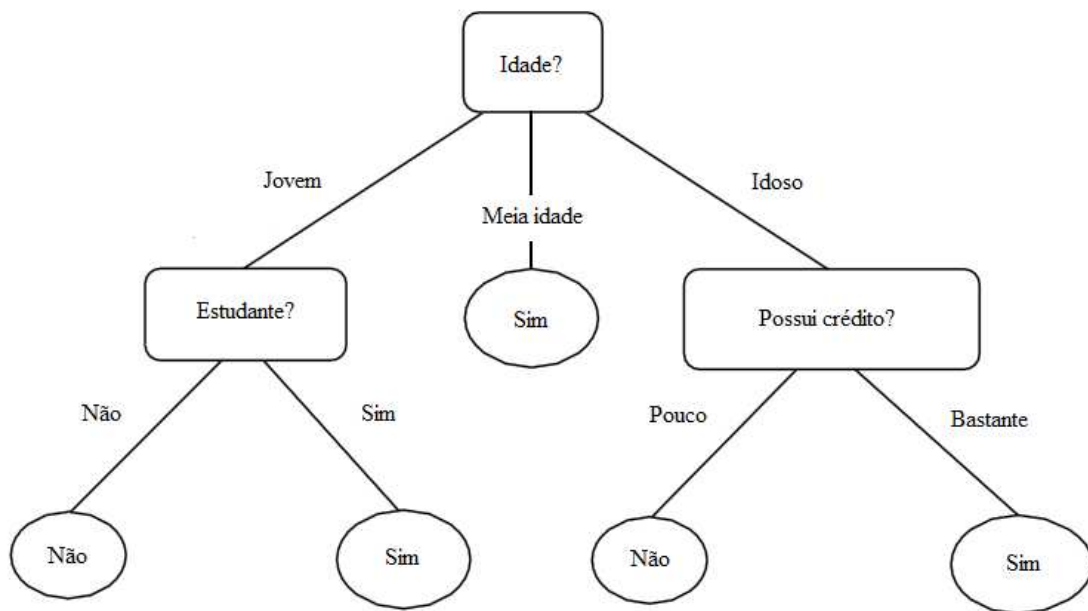 Idade?
Jovem
Idoso
Meia idade
Estudante?
Sim
Possui crédito?
Não
Sim
Pouco
Bastante
Não
Sim
Não
Sim